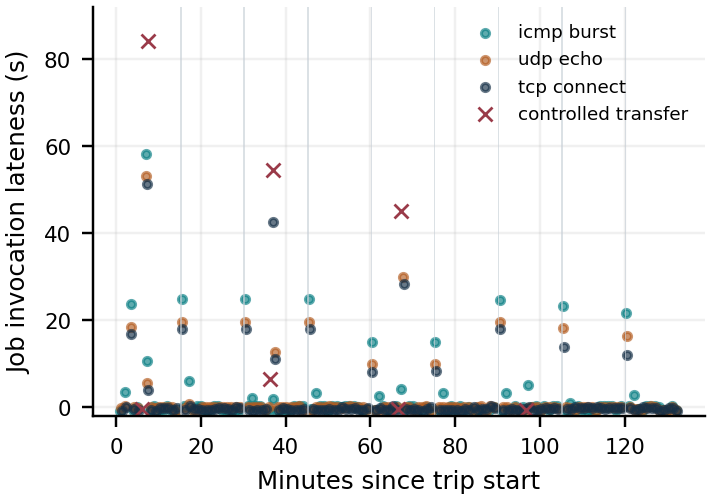 icmp burst
udp echo
tcp connect
controlled transfer
Job invocation lateness (s)
80
60
40
20
0
0 20 40 60 80 100 120
Minutes since trip start